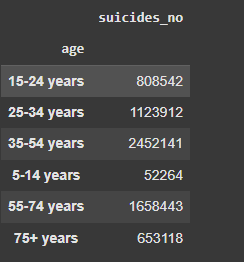 suicides_no
age
15-24 years 808542
25-34 years 1123912
35-54 years 2452141
5-14 years 52264
55-74 years 1658443
75+ years 653118